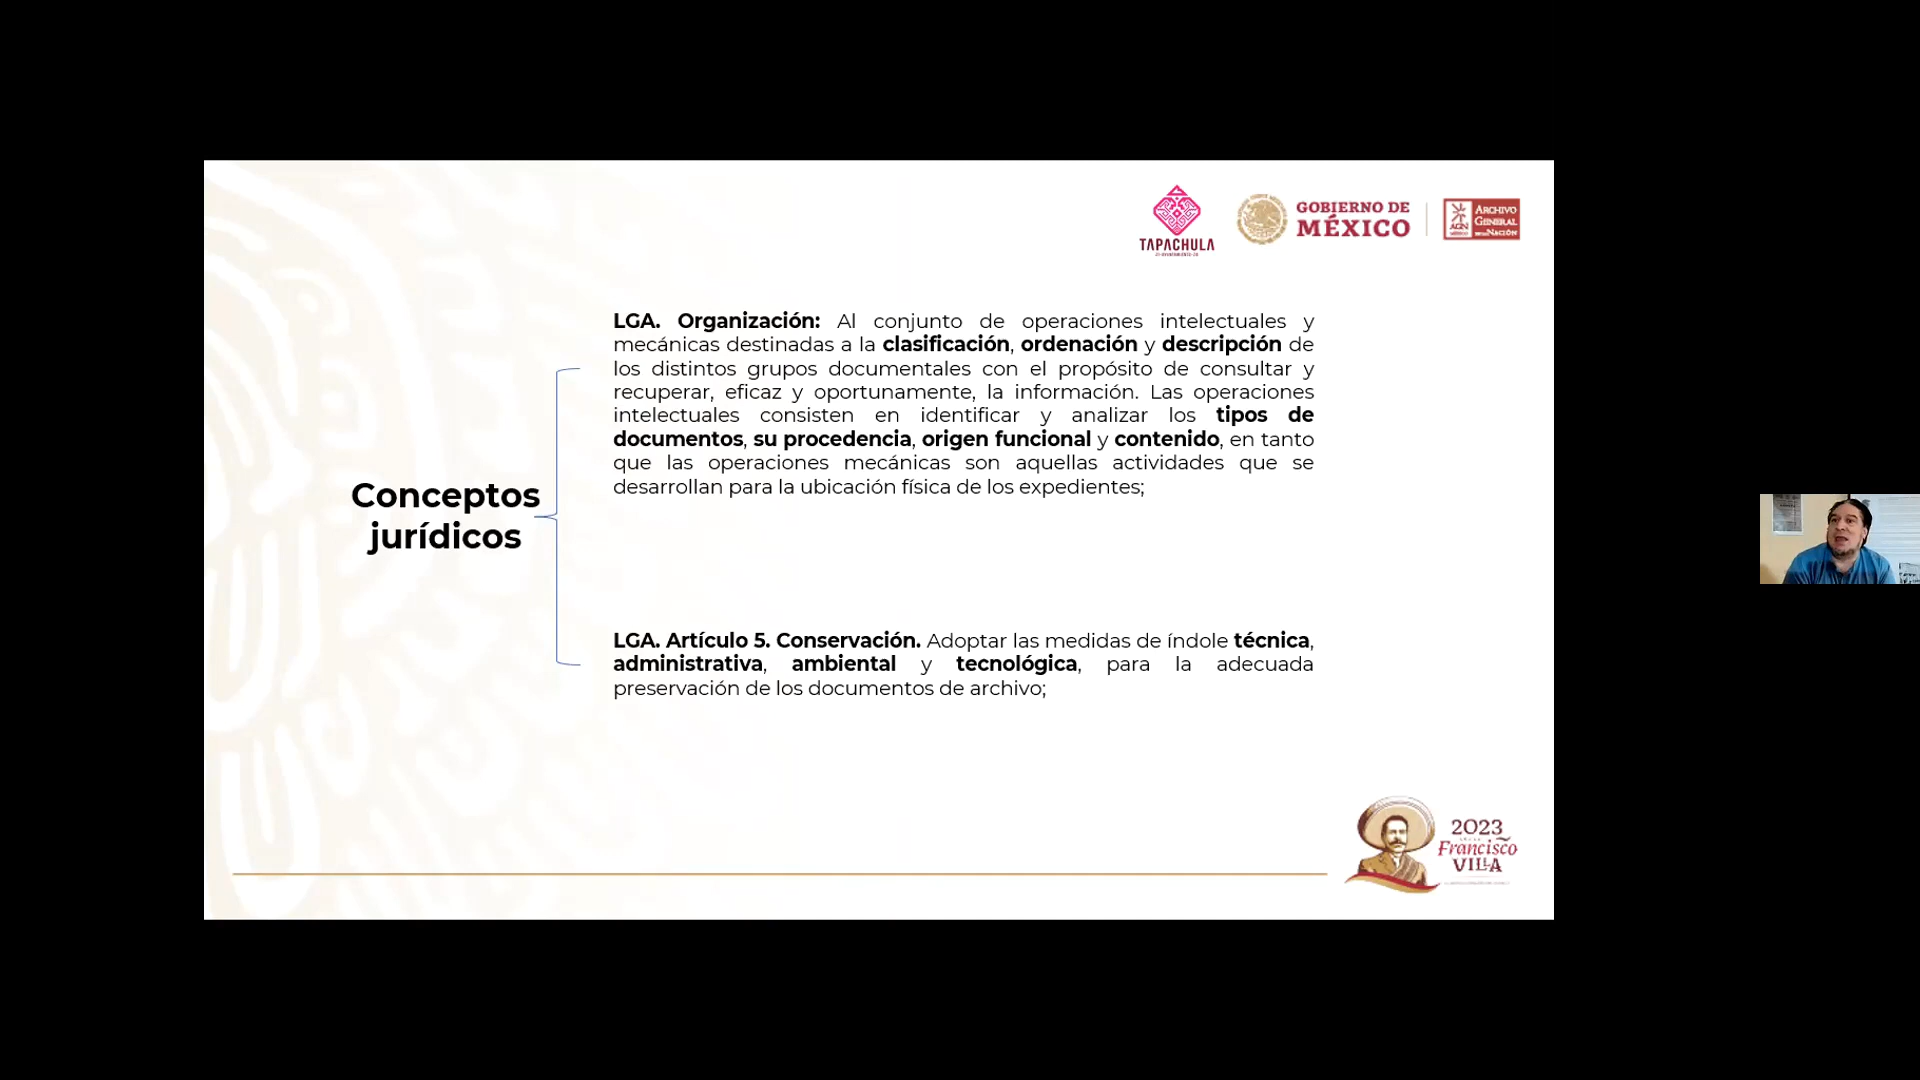 TAPACHULA
GOBIERNO DE
MÉXICO
AGN
MÉXICO
ARCHIVO
GENERAL
DE LA NACIÓN
LGA. Organización: Al conjunto de operaciones intelectuales y
mecánicas destinadas a la clasificación, ordenación y descripción de
los distintos grupos documentales con el propósito de consultar y
recuperar, eficaz y oportunamente, la información. Las operaciones
intelectuales consisten en identificar y analizar los tipos de
documentos, su procedencia, origen funcional y contenido, en tanto
que las operaciones mecánicas son aquellas actividades que se
desarrollan para la ubicación física de los expedientes;
Conceptos
jurídicos
LGA. Artículo 5. Conservación. Adoptar las medidas de índole técnica,
administrativa, ambiental y tecnológica, para la adecuada
preservación de los documentos de archivo;
2023
Francisco
VILLA